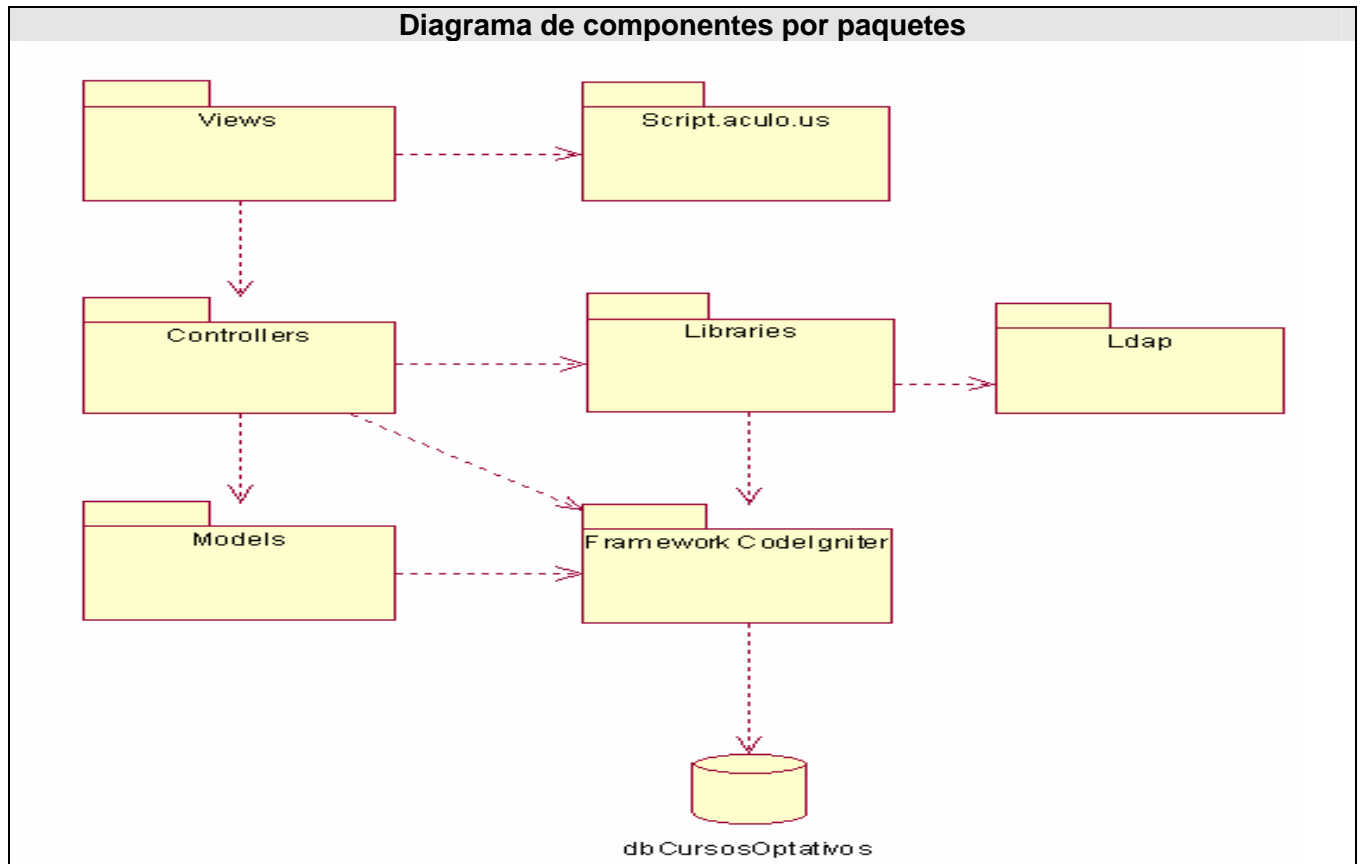 Diagrama de componentes por paquetes
Views
Script.aculo.us
Controllers
Libraries
Ldap
Models
Framework CodeIgniter
dbCursosOptativos